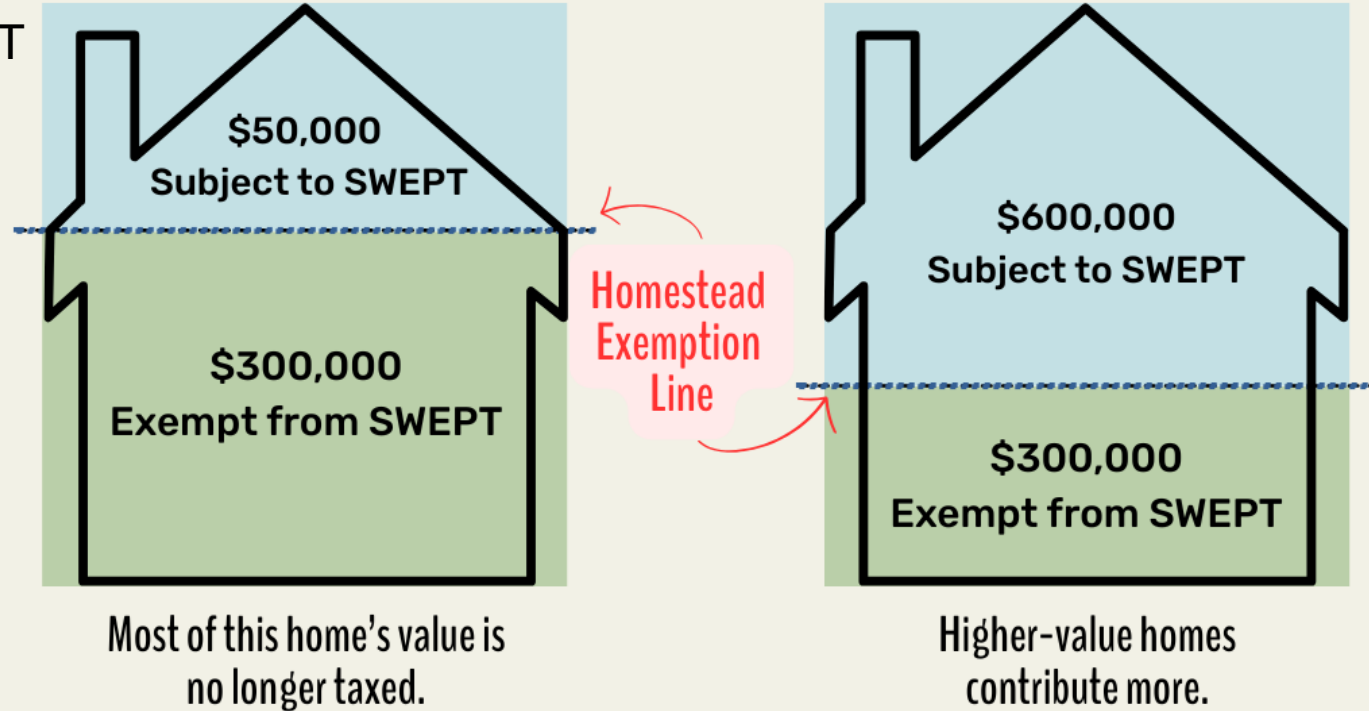 T
$50,000
Subject to SWEPT
$300,000
Exempt from SWEPT
Most of this home's value is
no longer taxed.
Homestead
Exemption
Line
$600,000
Subject to SWEPT
$300,000
Exempt from SWEPT
Higher-value homes
contribute more.